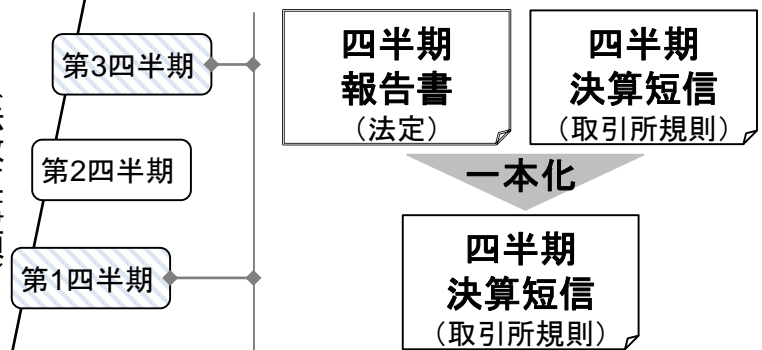 第3四半期
第2四半期
第1四半期
四半期
報告書
（法定）
四半期
決算短信
（取引所規則）
一本化
四半期
決算短信
（取引所規則）